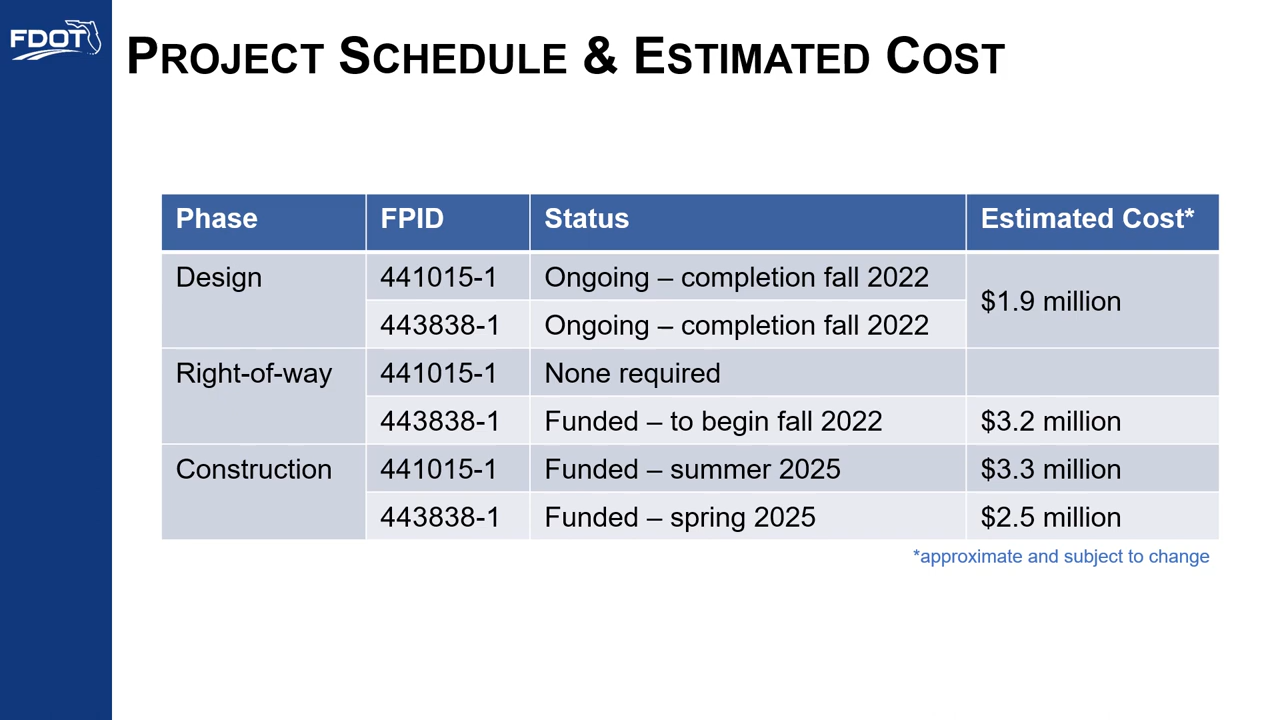 FDOT
PROJECT SCHEDULE & ESTIMATED COST
Phase FPID Status Estimated Cost*
Design 441015-1 Ongoing – completion fall 2022 $1.9 million
443838-1 Ongoing – completion fall 2022
Right-of-way 441015-1 None required
443838-1 Funded – to begin fall 2022 $3.2 million
Construction 441015-1 Funded – summer 2025 $3.3 million
443838-1 Funded – spring 2025 $2.5 million
*approximate and subject to change